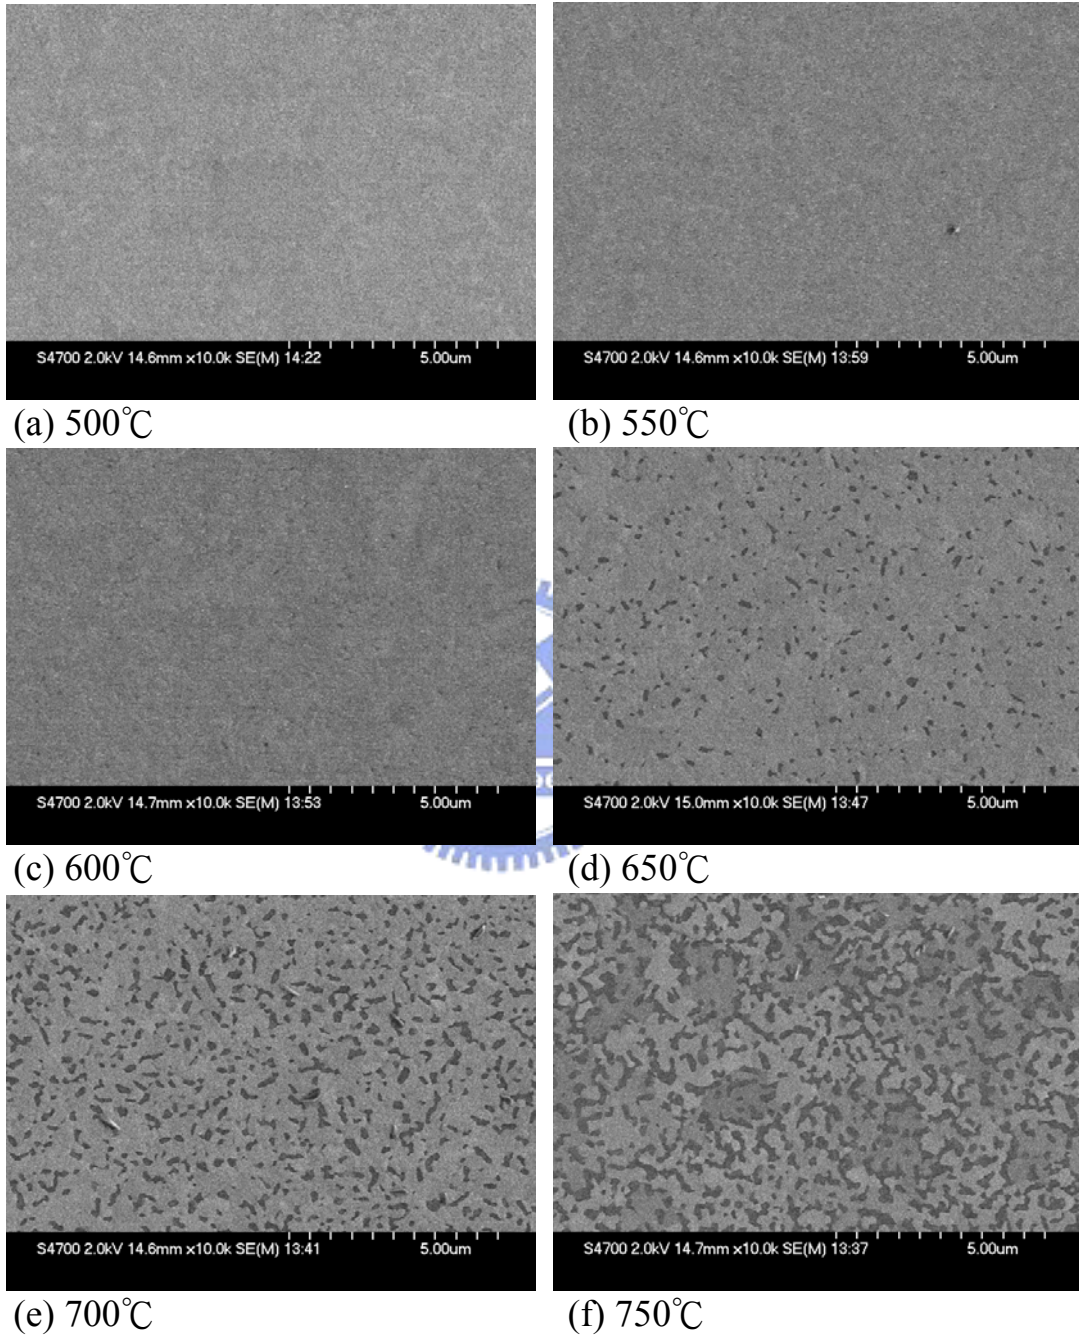 S4700 2.0kV 14.6mm x10.0k SE(M) 14:22 5.00um
S4700 2.0kV 14.6mm x10.0k SE(M) 13:59 5.00um
(a) 500℃
(b) 550℃
S4700 2.0kV 14.7mm x10.0k SE(M) 13:53 5.00um
S4700 2.0kV 15.0mm x10.0k SE(M) 13:47 5.00um
(c) 600℃
(d) 650℃
S4700 2.0kV 14.6mm x10.0k SE(M) 13:41 5.00um
S4700 2.0kV 14.7mm x10.0k SE(M) 13:37 5.00um
(e) 700℃
(f) 750℃